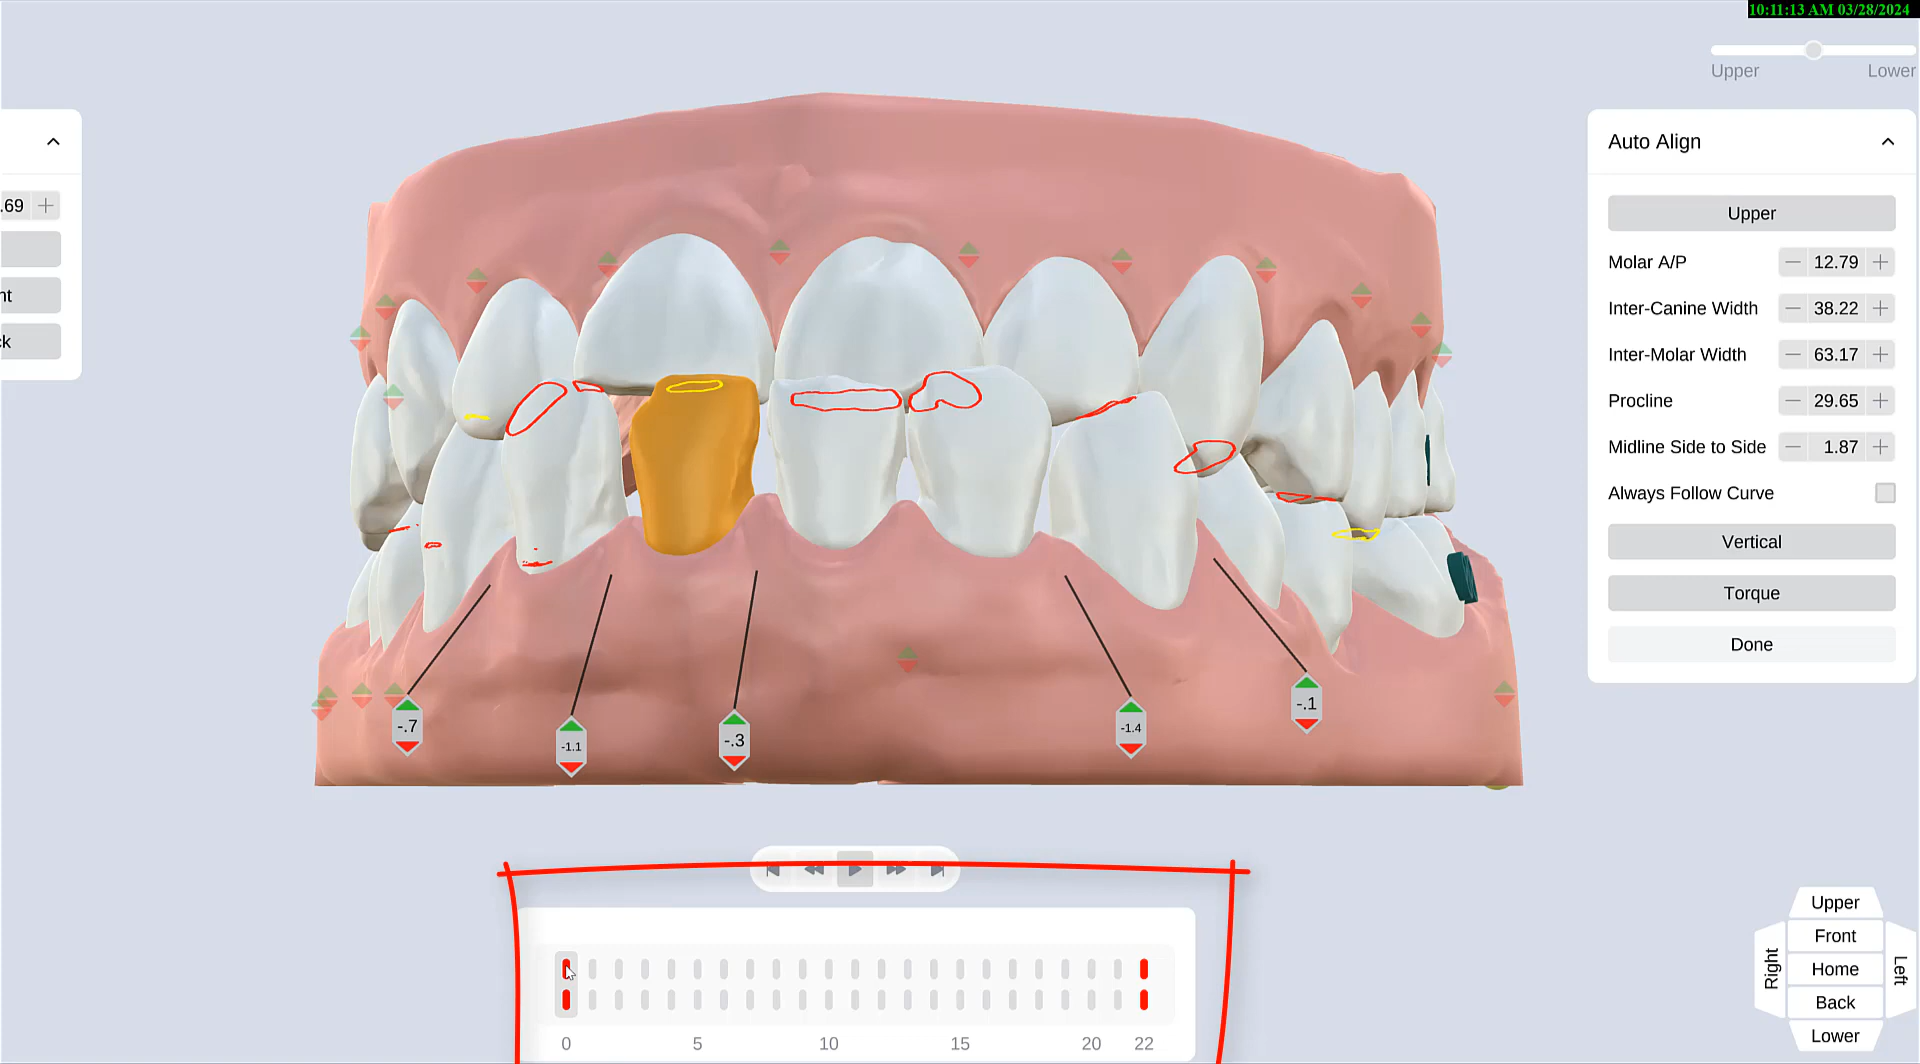 10:11:13 AM 03/28/2024
Upper Lower
.69 +
nt
ck
Auto Align
Upper
Molar A/P − 12.79 +
Inter-Canine Width − 38.22 +
Inter-Molar Width − 63.17 +
Procline − 29.65 +
Midline Side to Side − 1.87 +
Always Follow Curve
Vertical
Torque
Done
-.7
-1.1
-.3
-1.4
-.1
0 5 10 15 20 22
Upper
Front
Right Home Left
Back
Lower